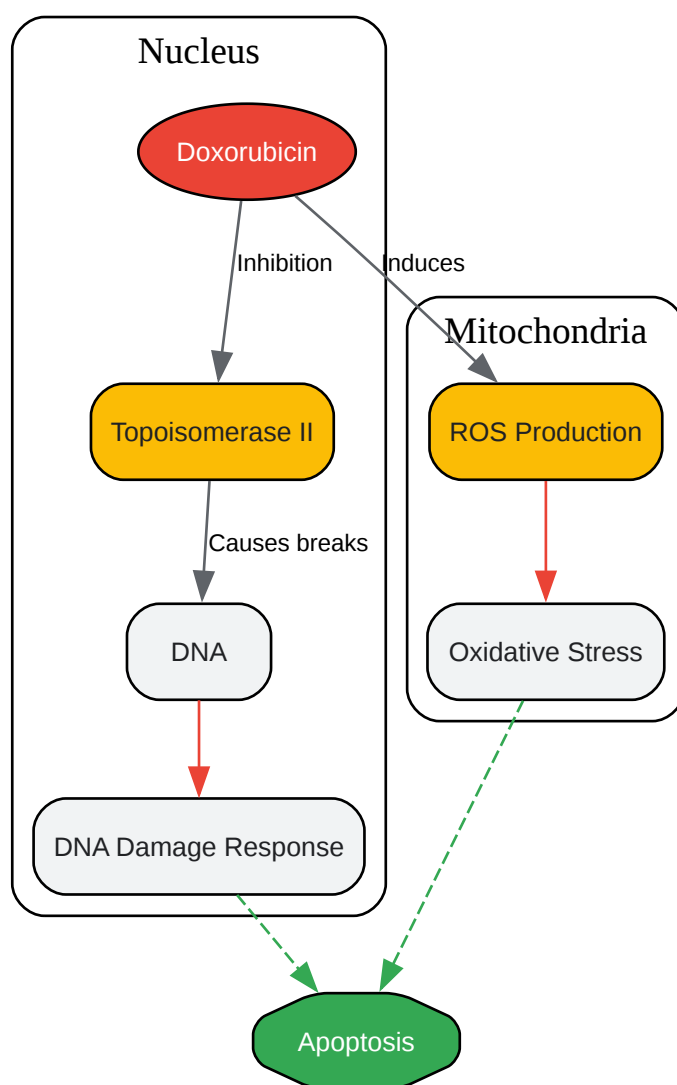 Nucleus
Doxorubicin
Inhibition
Induces
Mitochondria
Topoisomerase II
ROS Production
Causes breaks
DNA
Oxidative Stress
DNA Damage Response
Apoptosis